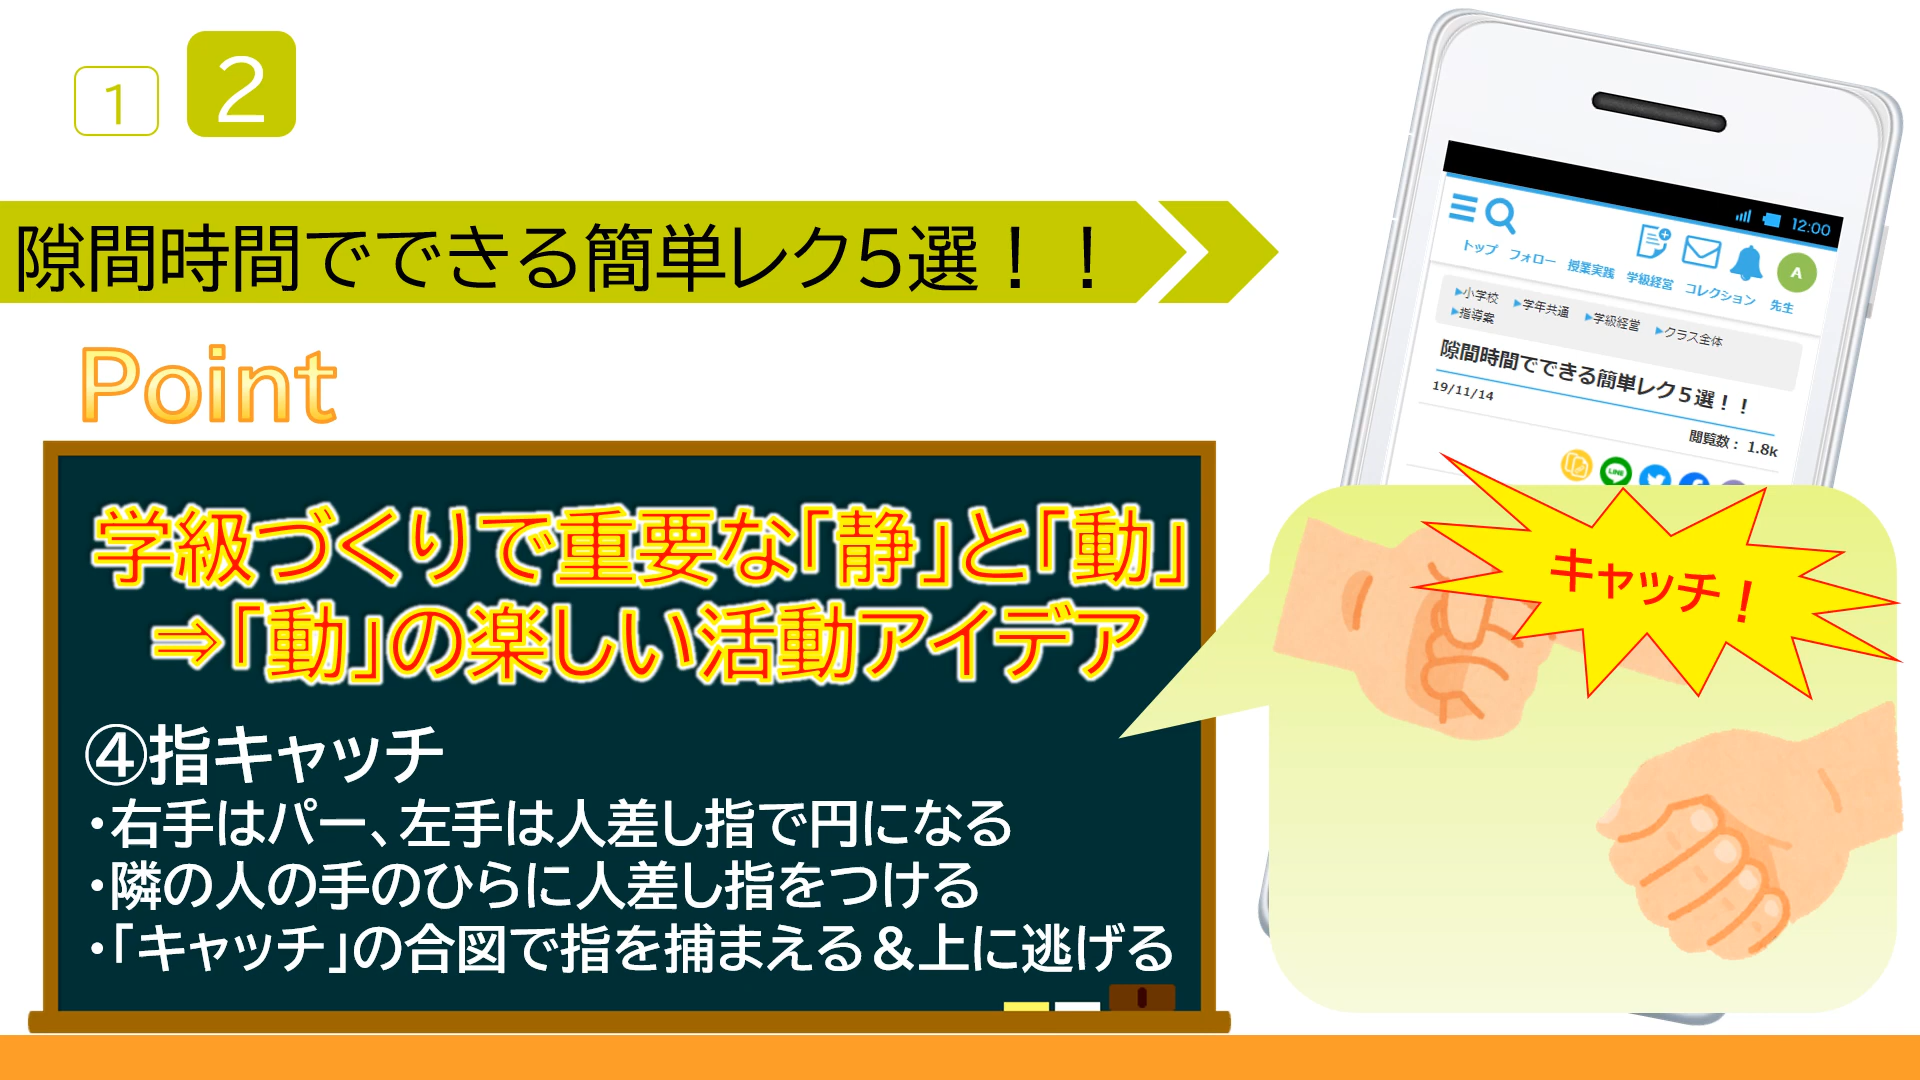 1
2
隙間時間でできる簡単レク5選！！
Point
学級づくりで重要な「静」と「動」
⇒「動」の楽しい活動アイデア
④指キャッチ
・右手はパー、左手は人差し指で円になる
・隣の人の手のひらに人差し指をつける
・「キャッチ」の合図で指を捕まえる＆上に逃げる
12:00
A
トップ フォロー 授業実践 学級経営 コレクション 先生
▶小学校 ▶学年共通 ▶学級経営 ▶クラス全体
▶指導案
隙間時間でできる簡単レク５選！！
19/11/14
閲覧数： 1.8k
LINE
キャッチ！